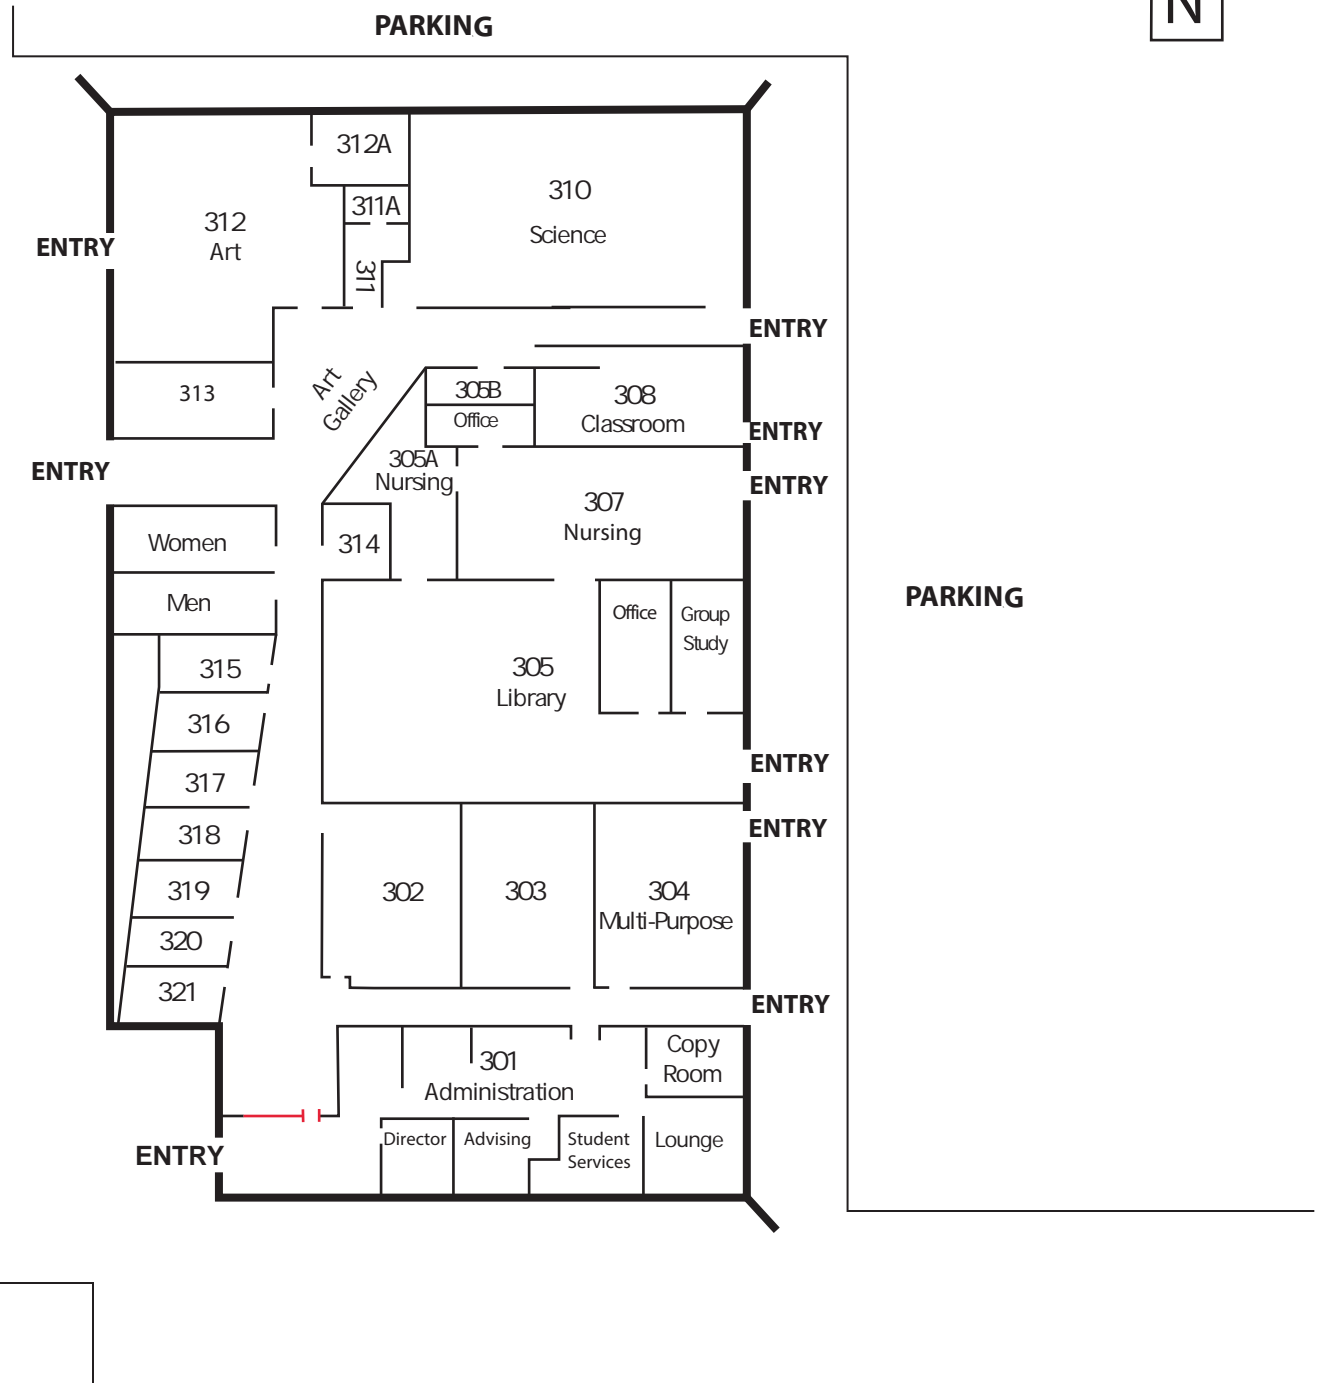 PARKING
N
312A
310
Science
311A
312
Art
ENTRY
311
ENTRY
Art
Gallery
313
305B
308
Office
Classroom
ENTRY
305A
Nursing
ENTRY
ENTRY
307
Nursing
Women
314
Men
PARKING
Office
Group
Study
315
305
Library
316
ENTRY
317
318
ENTRY
319
302
303
304
Multi-Purpose
320
321
ENTRY
301
Administration
Copy
Room
Director
Advising
Student
Services
Lounge
ENTRY